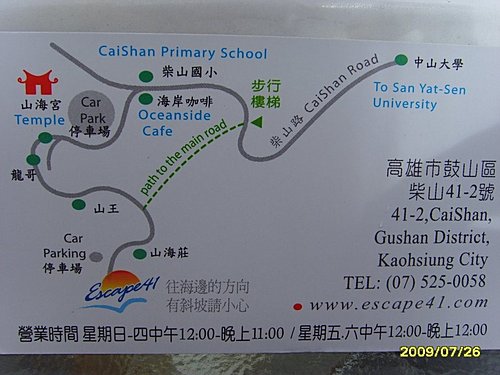 CaiShan Primary School
柴山國小
步行
樓梯
柴山路 CaiShan Road
中山大學
To San Yat-Sen
University
山海宮
Temple
Car
Park
停車場
海岸咖啡
Oceanside
Cafe
path to the main road
龍哥
山王
Car
Parking
停車場
山海莊
Escape41
往海邊的方向
有斜坡請小心
高雄市鼓山區
柴山41-2號
41-2,CaiShan,
Gushan District,
Kaohsiung City
TEL: (07) 525-0058
www.escape41.com
營業時間 星期日-四中午12:00-晚上11:00 / 星期五.六中午12:00-晚上12:00
2009/07/26